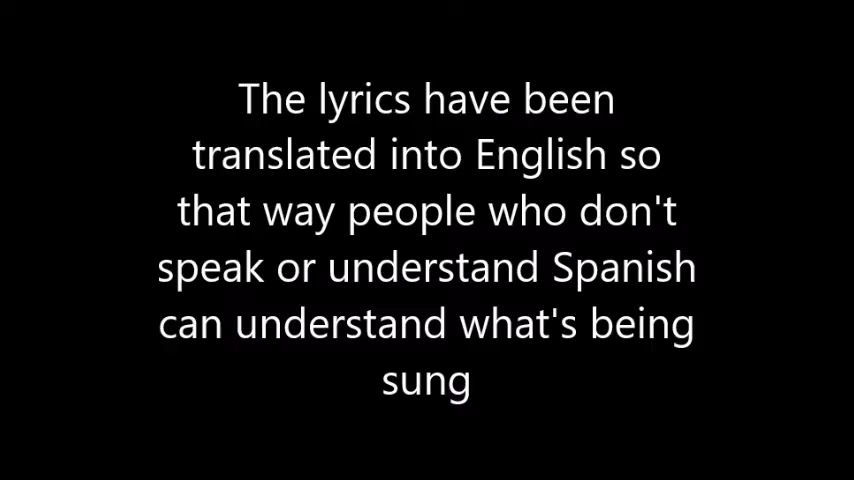 The lyrics have been
translated into English so
that way people who don't
speak or understand Spanish
can understand what's being
sung